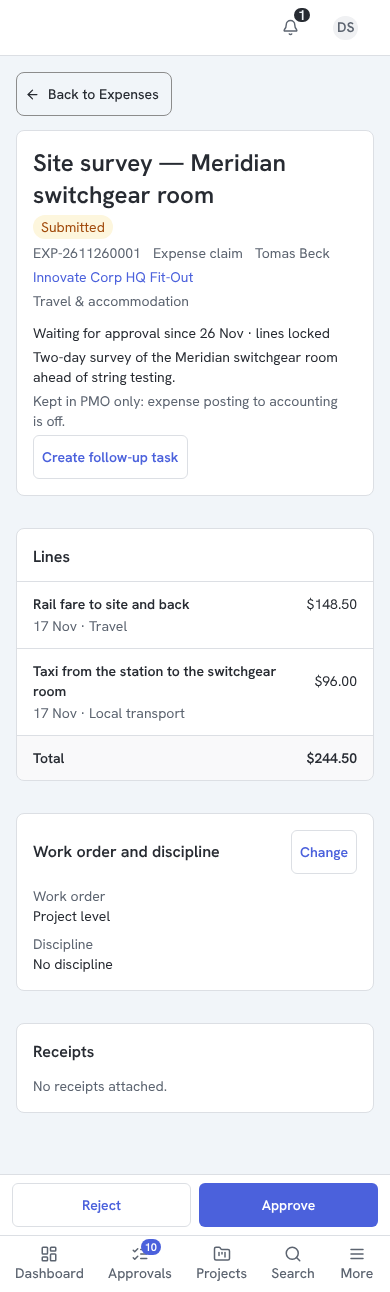 1
DS
Back to Expenses
Site survey — Meridian
switchgear room
Submitted
EXP-2611260001 Expense claim Tomas Beck
Innovate Corp HQ Fit-Out
Travel & accommodation
Waiting for approval since 26 Nov · lines locked
Two-day survey of the Meridian switchgear room
ahead of string testing.
Kept in PMO only: expense posting to accounting
is off.
Create follow-up task
Lines
Rail fare to site and back $148.50
17 Nov · Travel
Taxi from the station to the switchgear
room $96.00
17 Nov · Local transport
Total $244.50
Work order and discipline Change
Work order
Project level
Discipline
No discipline
Receipts
No receipts attached.
Reject Approve
10
Dashboard Approvals Projects Search More